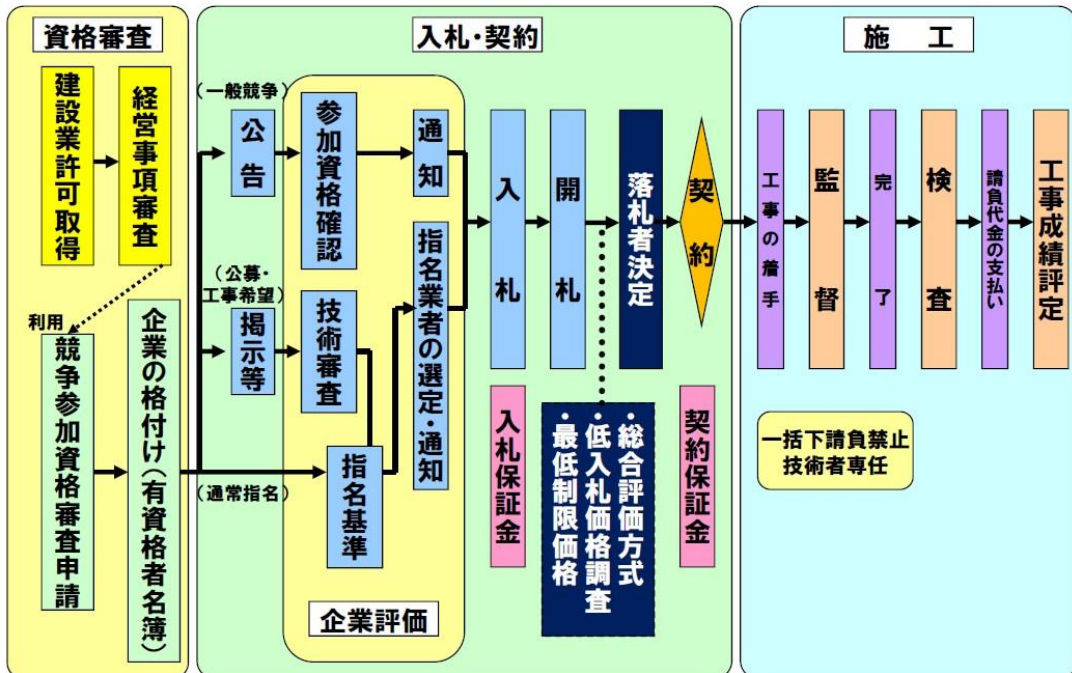 資格審査
建設業許可取得
経営事項審査
利用
競争参加資格審査申請
企業の格付け（有資格者名簿）
入札・契約
（一般競争）
公告
参加資格確認
通知
（公募・
工事希望）
掲示等
技術審査
指名業者の選定・通知
（通常指名）
指名基準
企業評価
入札
開札
落札者決定
契約
入札保証金
・総合評価方式
・低入札価格調査
・最低制限価格
契約保証金
施　工
工事の着手
監督
完了
検査
請負代金の支払い
工事成績評定
一括下請負禁止
技術者専任